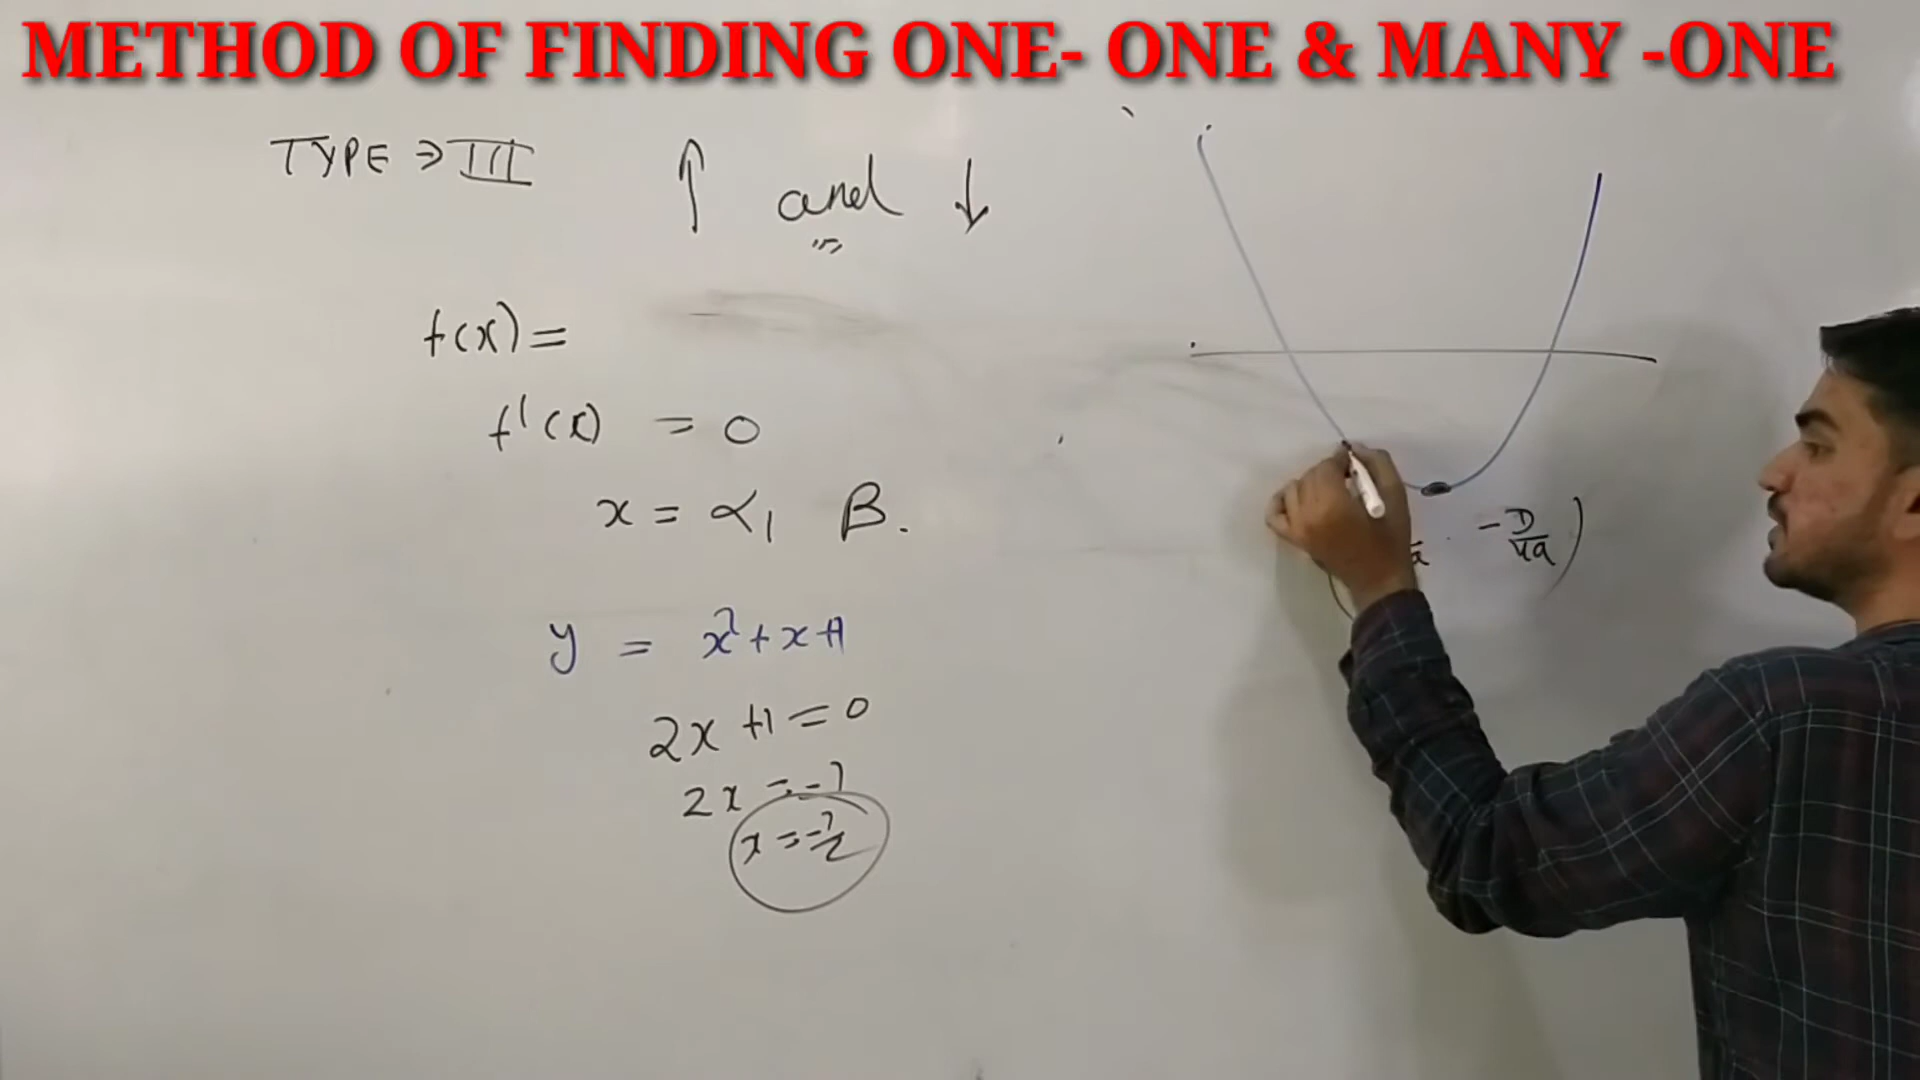 METHOD OF FINDING ONE- ONE & MANY -ONE
TYPE ⇒ III
↑ and ↓
f(x) =
f'(x) = 0
x = α, β.
y = x²+x+1
2x +1 = 0
2x = -1
x = -1/2
-D/4a)